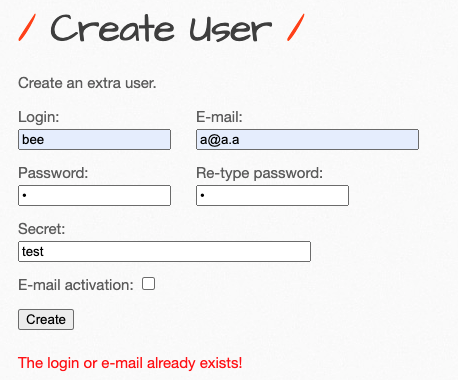 / Create User /
Create an extra user.
Login: E-mail:
bee a@a.a
Password: Re-type password:
• •
Secret:
test
E-mail activation:
Create
The login or e-mail already exists!